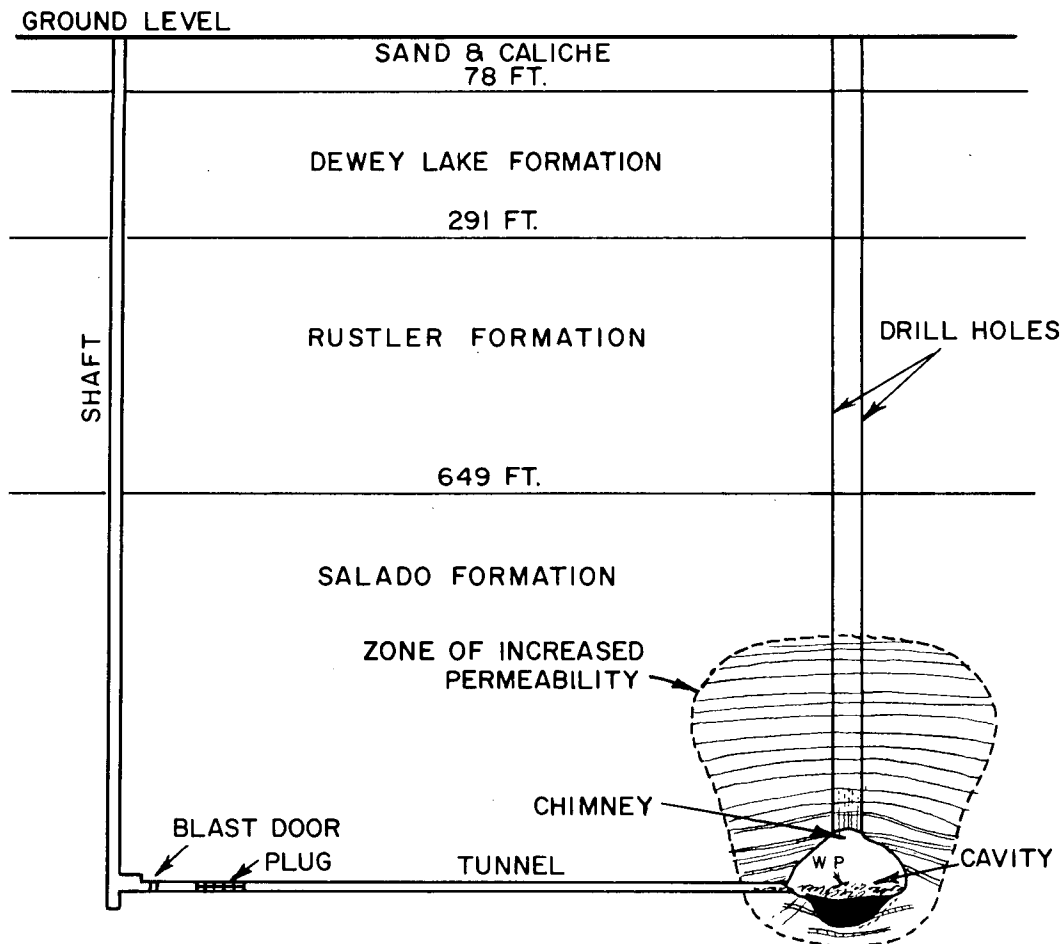 GROUND LEVEL
SAND & CALICHE
78 FT.
DEWEY LAKE FORMATION
291 FT.
RUSTLER FORMATION
DRILL HOLES
SHAFT
649 FT.
SALADO FORMATION
ZONE OF INCREASED
PERMEABILITY
CHIMNEY
BLAST DOOR
PLUG
TUNNEL
WP
CAVITY